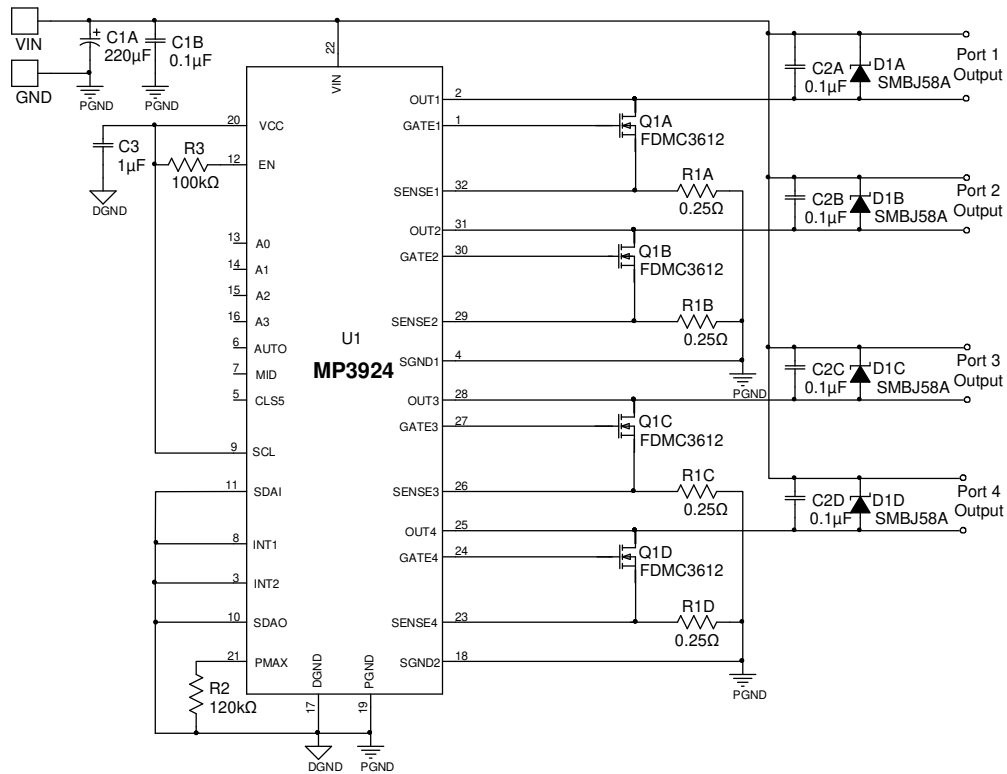 VIN
GND
C1A
220µF
+
C1B
0.1µF
PGND
PGND
22
VIN
20
VCC
C3
1µF
DGND
R3
100kΩ
12
EN
13
A0
14
A1
15
A2
16
A3
6
AUTO
7
MID
5
CLS5
9
SCL
11
SDAI
8
INT1
3
INT2
10
SDAO
21
PMAX
R2
120kΩ
U1
MP3924
DGND
17
DGND
PGND
19
PGND
OUT1
2
GATE1
1
SENSE1
32
OUT2
31
GATE2
30
SENSE2
29
SGND1
4
OUT3
28
GATE3
27
SENSE3
26
OUT4
25
GATE4
24
SENSE4
23
SGND2
18
Q1A
FDMC3612
R1A
0.25Ω
Q1B
FDMC3612
R1B
0.25Ω
PGND
Q1C
FDMC3612
R1C
0.25Ω
Q1D
FDMC3612
R1D
0.25Ω
PGND
C2A
0.1µF
D1A
SMBJ58A
Port 1
Output
C2B
0.1µF
D1B
SMBJ58A
Port 2
Output
C2C
0.1µF
D1C
SMBJ58A
Port 3
Output
C2D
0.1µF
D1D
SMBJ58A
Port 4
Output